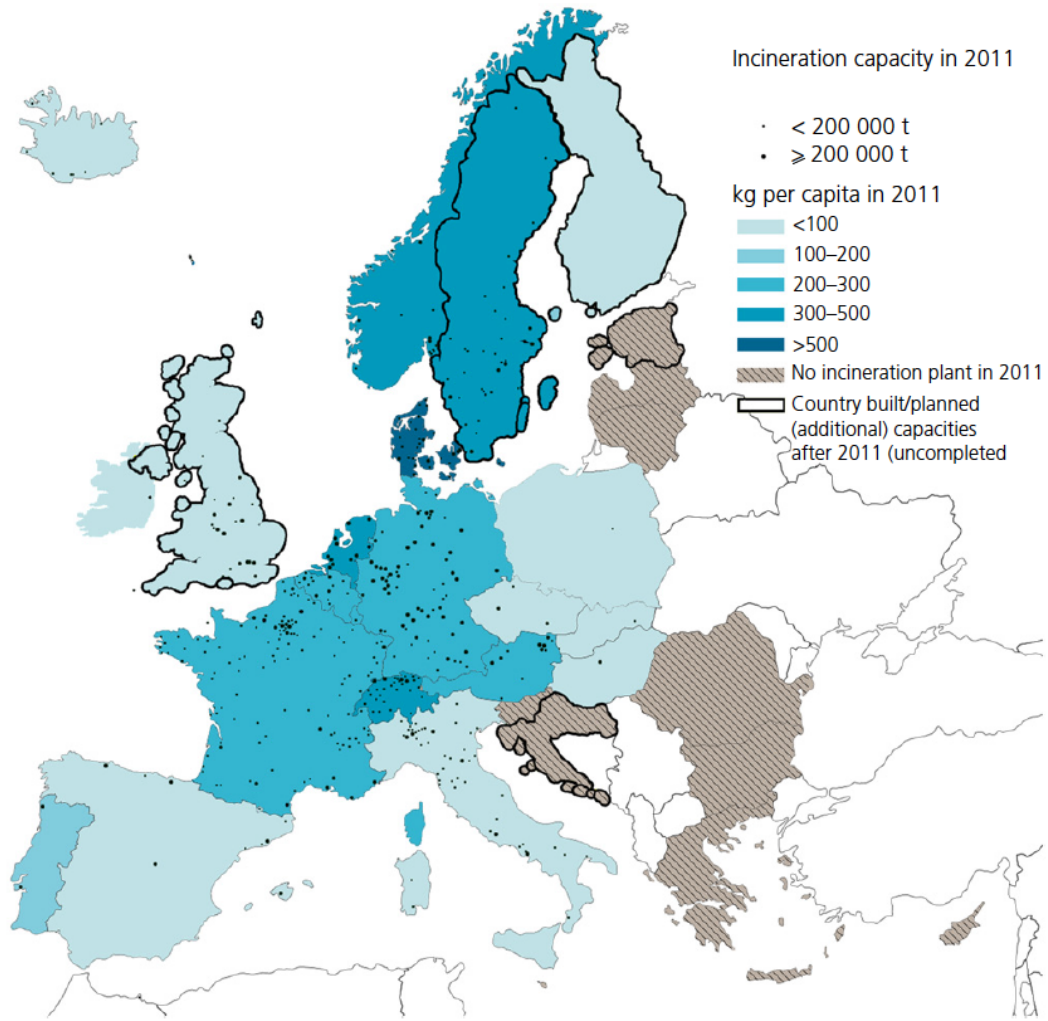 Incineration capacity in 2011
< 200 000 t
⩾ 200 000 t
kg per capita in 2011
<100
100–200
200–300
300–500
>500
No incineration plant in 2011
Country built/planned
(additional) capacities
after 2011 (uncompleted